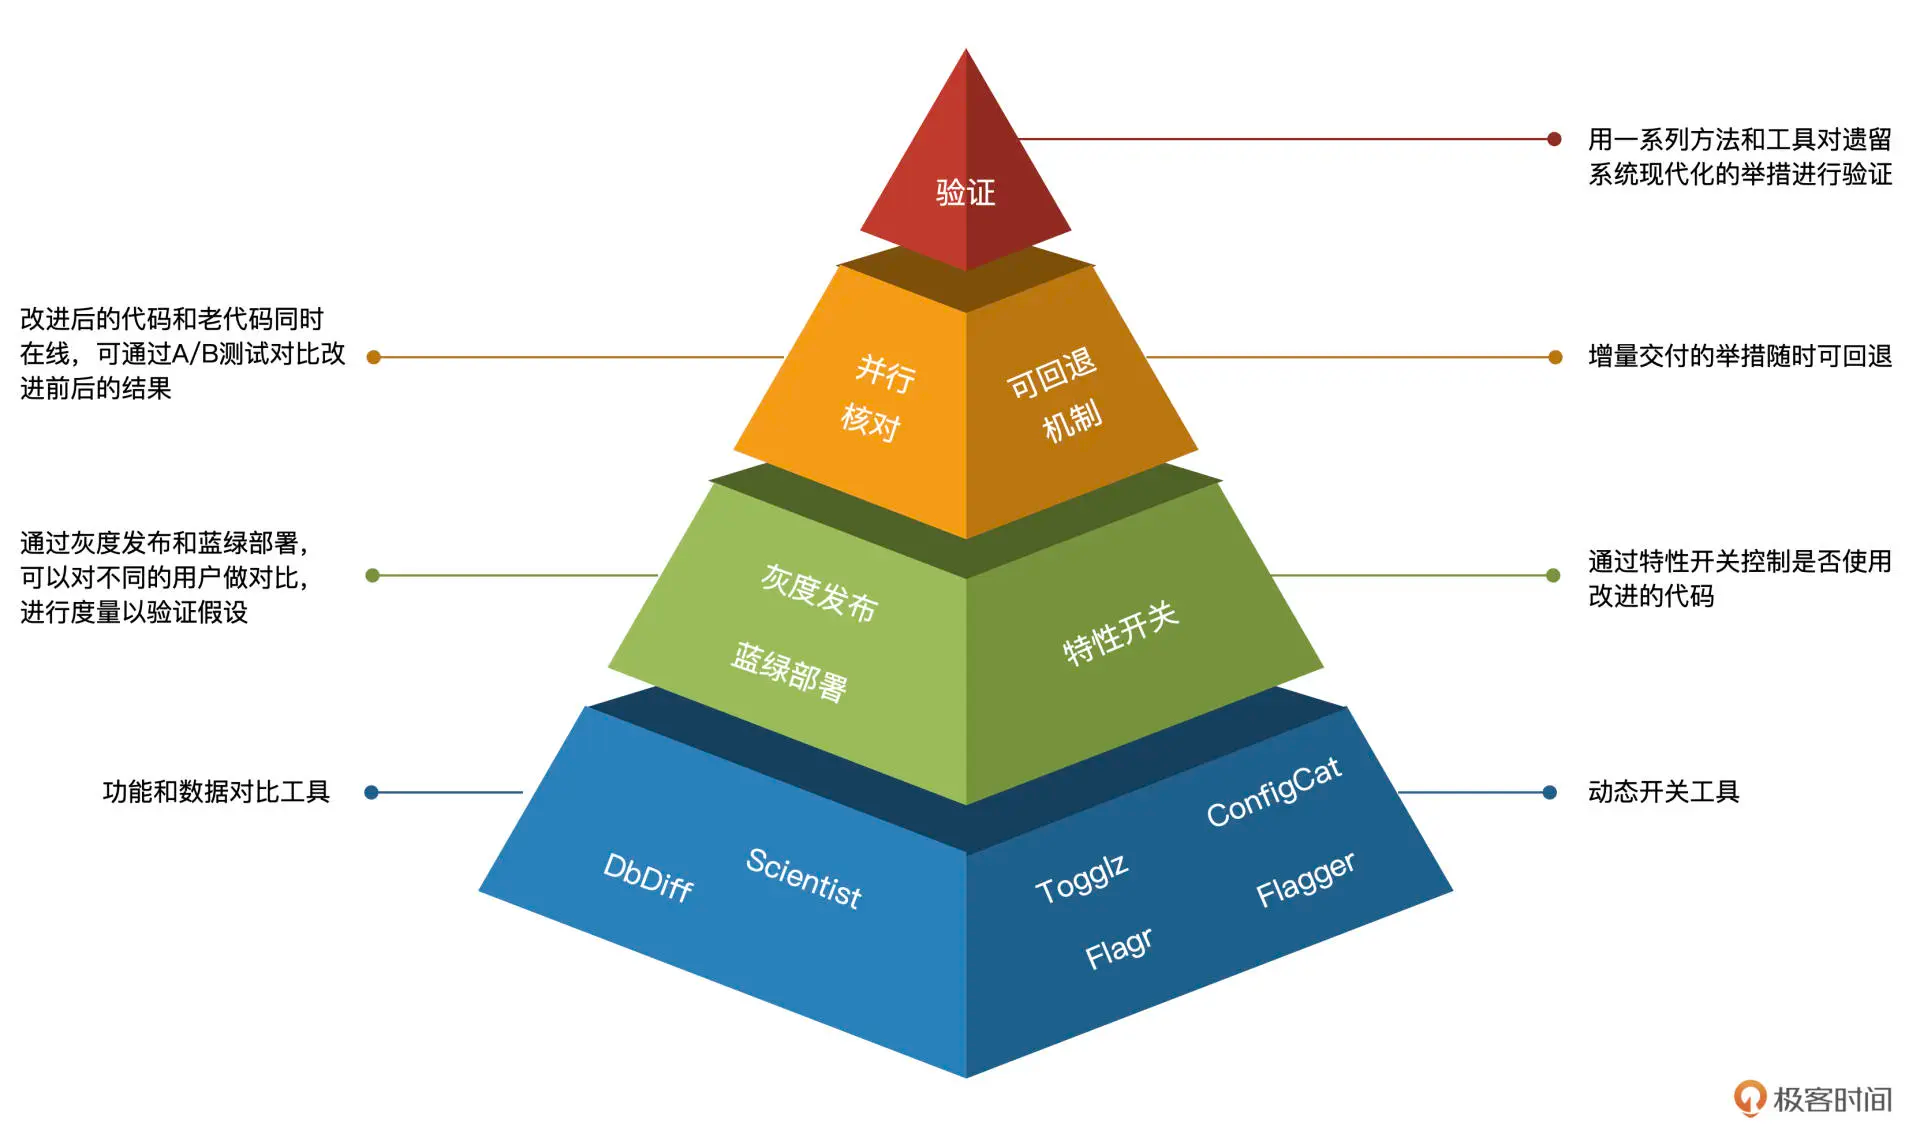 验证
用一系列方法和工具对遗留
系统现代化的举措进行验证
改进后的代码和老代码同时
在线，可通过A/B测试对比改
进前后的结果
并行
核对
可回退
机制
增量交付的举措随时可回退
通过灰度发布和蓝绿部署，
可以对不同的用户做对比，
进行度量以验证假设
灰度发布
蓝绿部署
特性开关
通过特性开关控制是否使用
改进的代码
功能和数据对比工具
DbDiff
Scientist
ConfigCat
Togglz
Flagger
Flagr
动态开关工具
极客时间